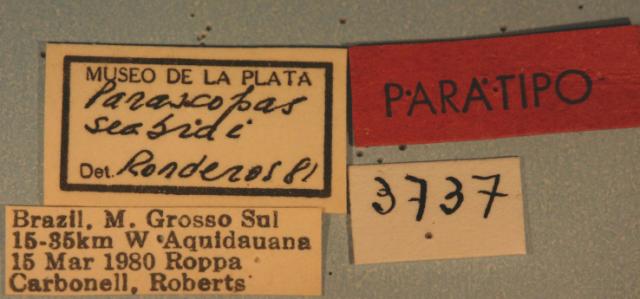 MUSEO DE LA PLATA
Parascopas
seabidi
Det. Ronderos 81
PARATIPO
3737
Brazil, M. Grosso Sul
15-35km W Aquidauana
15 Mar 1980 Roppa
Carbonell, Roberts